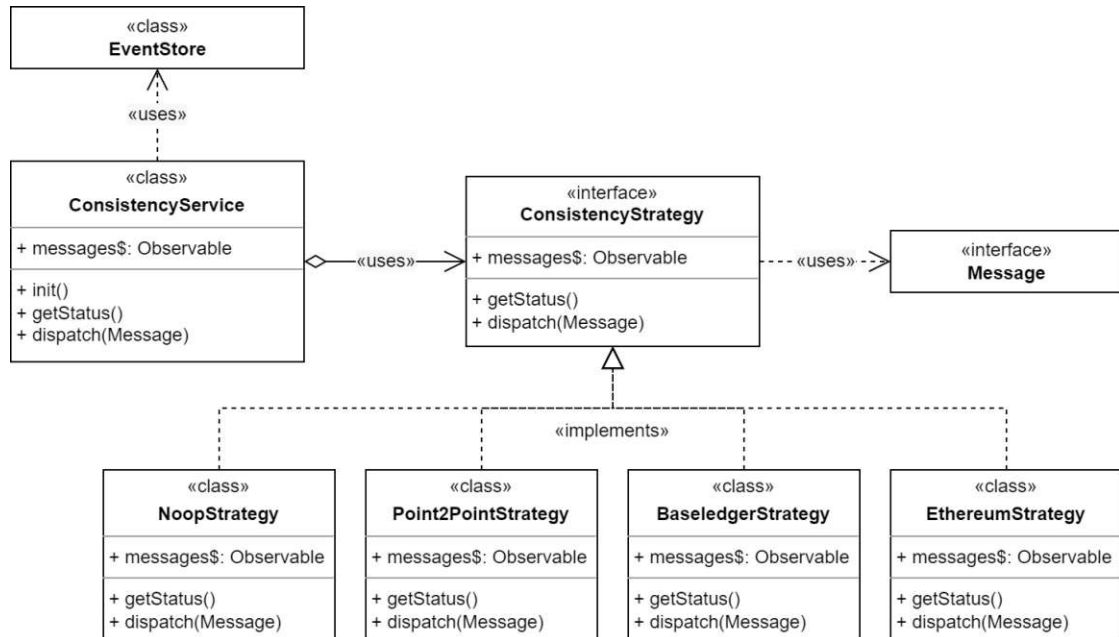 «class»
EventStore
«uses»
«class»
ConsistencyService
+ messages$: Observable
+ init()
+ getStatus()
+ dispatch(Message)
«uses»
«interface»
ConsistencyStrategy
+ messages$: Observable
+ getStatus()
+ dispatch(Message)
«uses»
«interface»
Message
«implements»
«class»
NoopStrategy
+ messages$: Observable
+ getStatus()
+ dispatch(Message)
«class»
Point2PointStrategy
+ messages$: Observable
+ getStatus()
+ dispatch(Message)
«class»
BaseledgerStrategy
+ messages$: Observable
+ getStatus()
+ dispatch(Message)
«class»
EthereumStrategy
+ messages$: Observable
+ getStatus()
+ dispatch(Message)